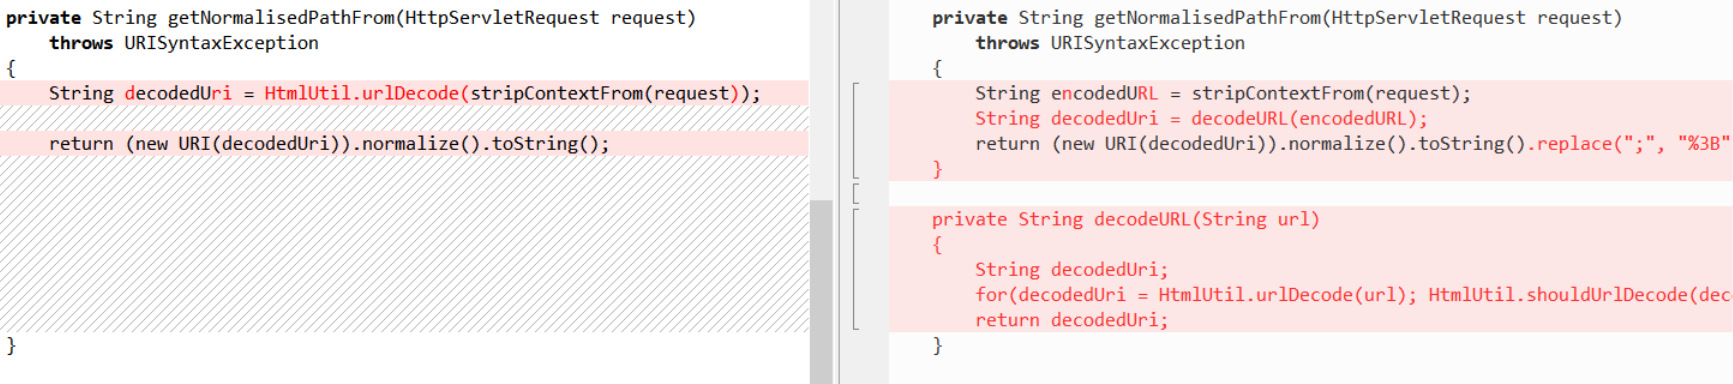 private String getNormalisedPathFrom(HttpServletRequest request)
throws URISyntaxException
{
String decodedUri = HtmlUtil.urlDecode(stripContextFrom(request));
return (new URI(decodedUri)).normalize().toString();
}
private String getNormalisedPathFrom(HttpServletRequest request)
throws URISyntaxException
{
String encodedURL = stripContextFrom(request);
String decodedUri = decodeURL(encodedURL);
return (new URI(decodedUri)).normalize().toString().replace(";", "%3B"
}
private String decodeURL(String url)
{
String decodedUri;
for(decodedUri = HtmlUtil.urlDecode(url); HtmlUtil.shouldUrlDecode(dec
return decodedUri;
}